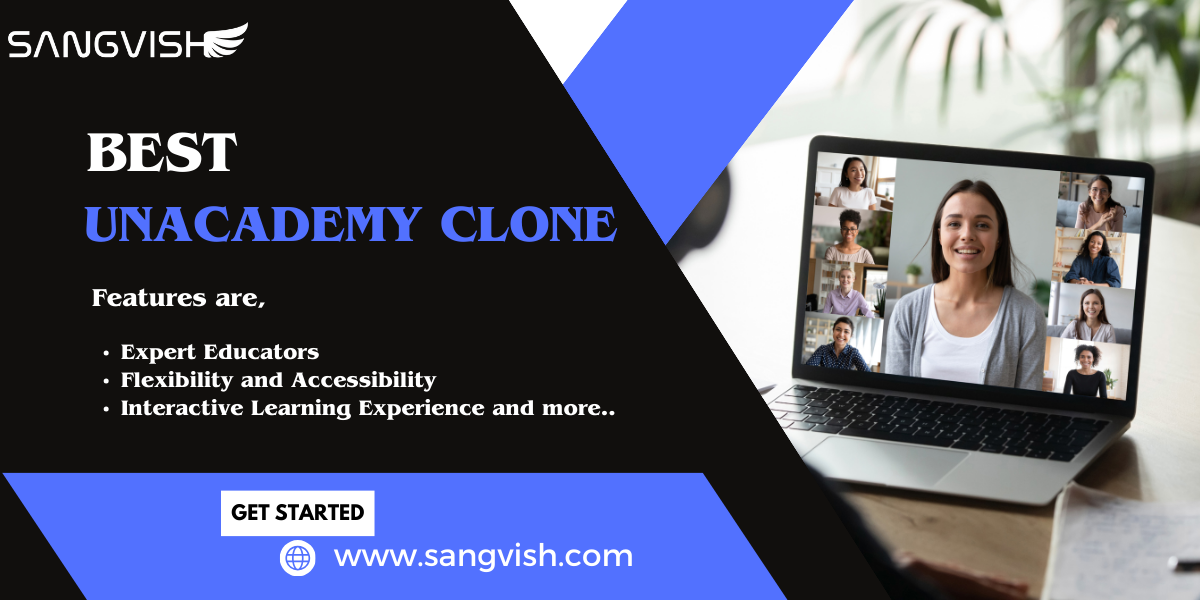 SANGVISH
BEST
UNACADEMY CLONE
Features are,
• Expert Educators
• Flexibility and Accessibility
• Interactive Learning Experience and more..
GET STARTED
www.sangvish.com